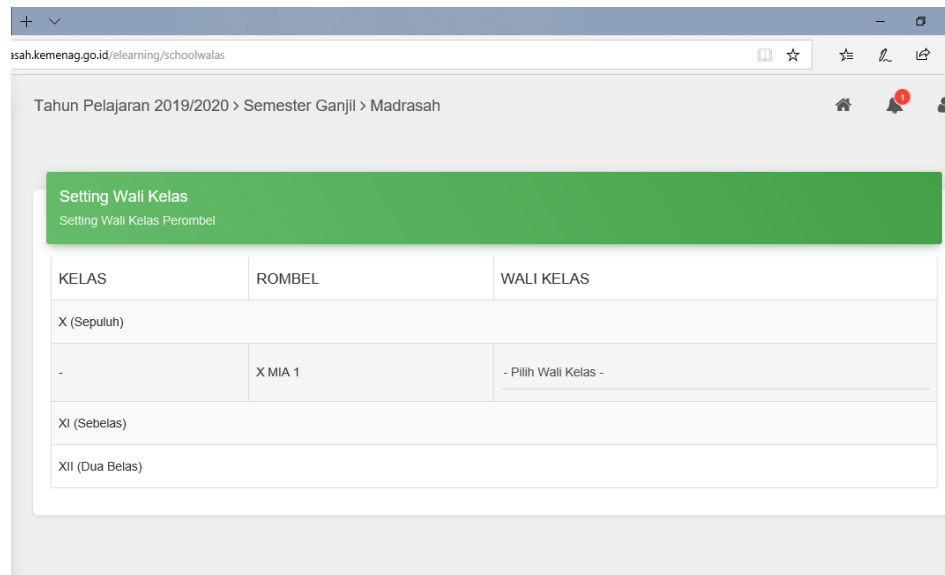 asah.kemenag.go.id/elearning/schoolwalas
Tahun Pelajaran 2019/2020 > Semester Ganjil > Madrasah
1
Setting Wali Kelas
Setting Wali Kelas Perombel
KELAS ROMBEL WALI KELAS
X (Sepuluh)
- X MIA 1 - Pilih Wali Kelas -
XI (Sebelas)
XII (Dua Belas)